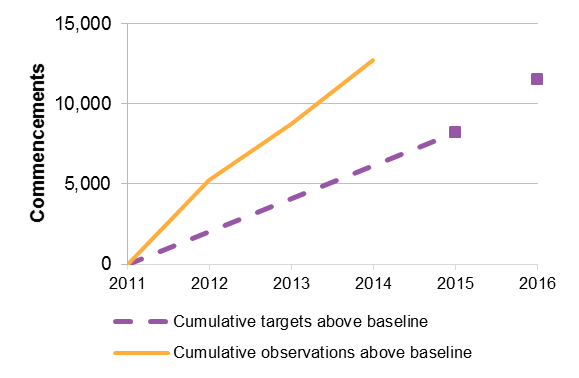 15,000
10,000
5,000
0
Commencements
2011 2012 2013 2014 2015 2016
Cumulative targets above baseline
Cumulative observations above baseline